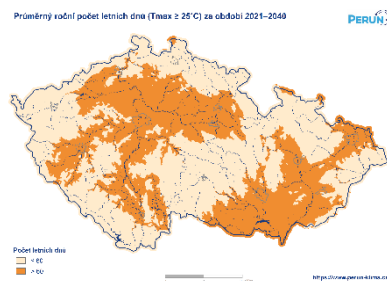 Průměrný roční počet letních dnů (Tmax ≥ 25°C) za období 2021–2040
PERUN
Počet letních dnů
< 60
> 60
https://www.perun-klima.cz